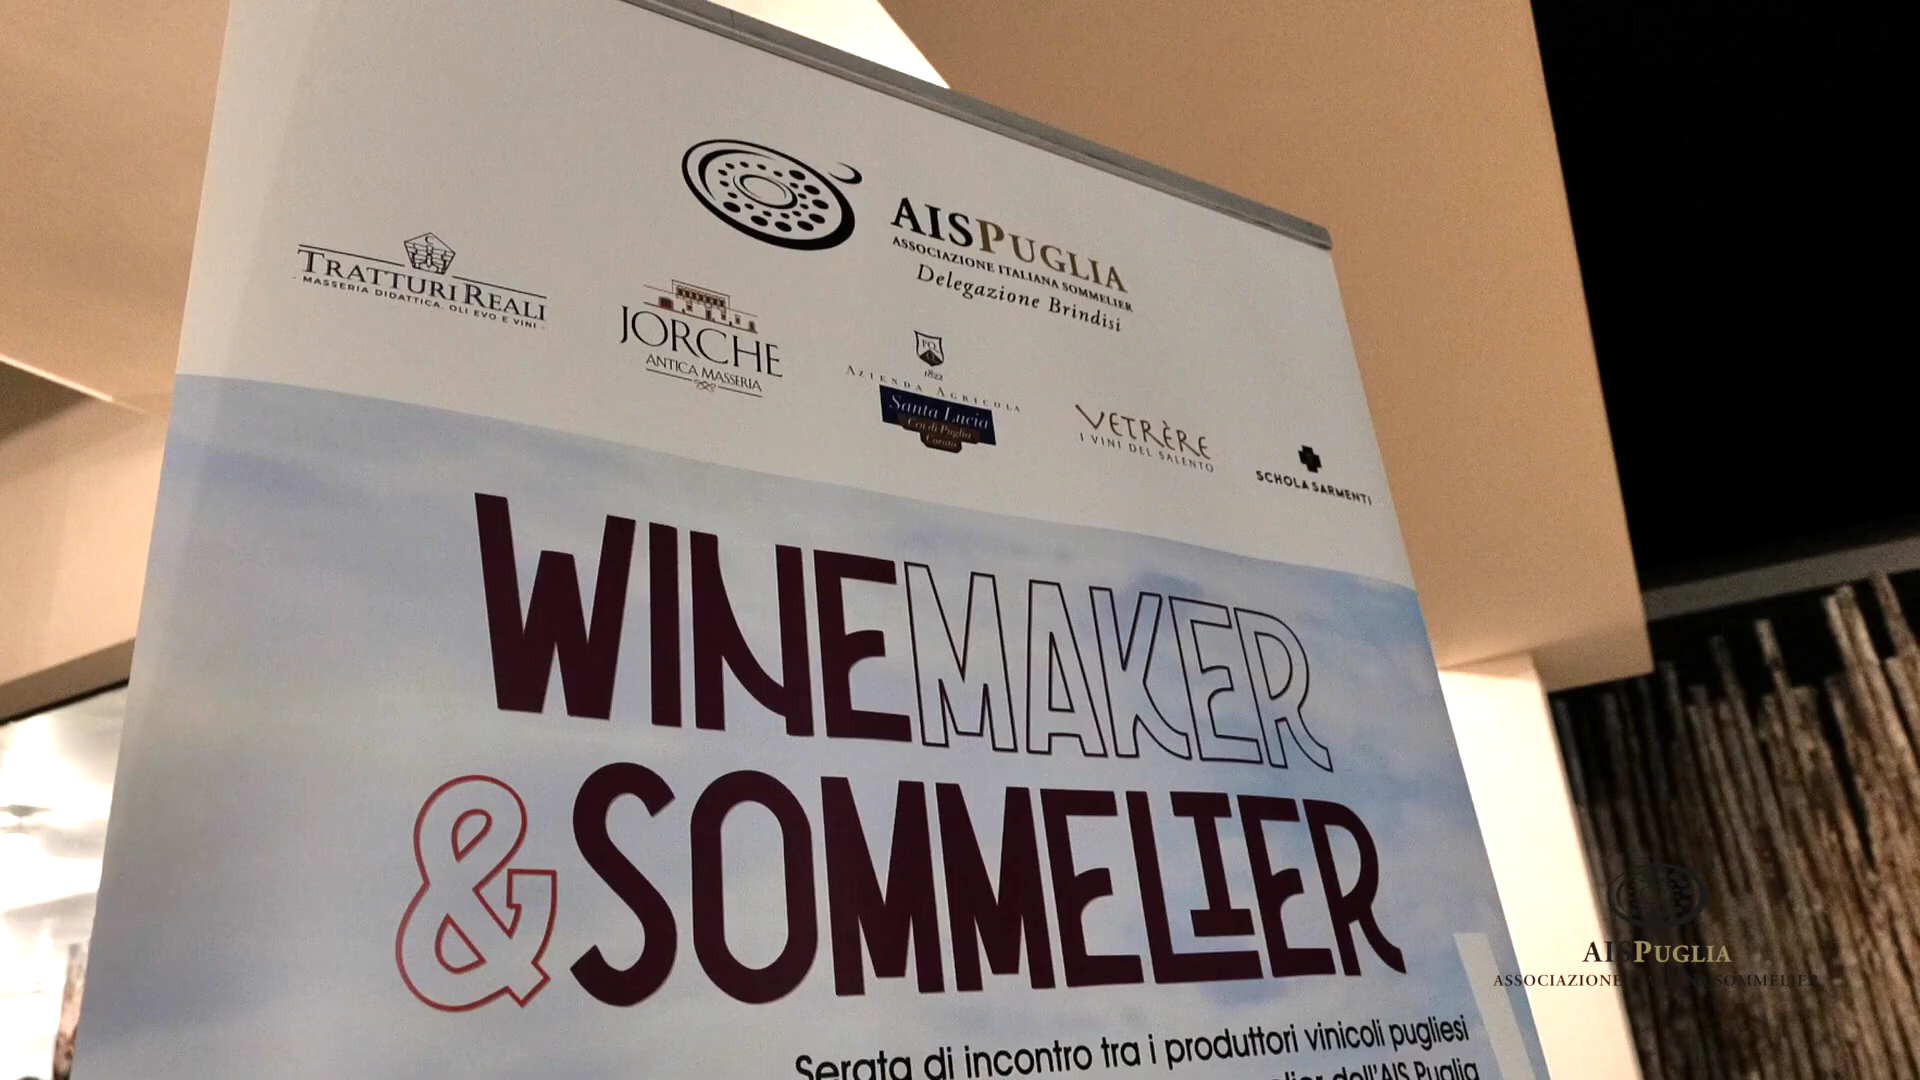 AISPUGLIA
ASSOCIAZIONE ITALIANA SOMMELIER
Delegazione Brindisi
TRATTURI REALI
- MASSERIA DIDATTICA, OLI EVO E VINI -
JORCHE
ANTICA MASSERIA
1822
AZIENDA AGRICOLA
Santa Lucia
Cru di Puglia
Corato
VETRÈRE
I VINI DEL SALENTO
SCHOLA SARMENTI
WINEMAKER
&SOMMELIER
Serata di incontro tra i produttori vinicoli pugliesi
dell'AIS Puglia
AISPUGLIA
ASSOCIAZIONE SOMMELIER